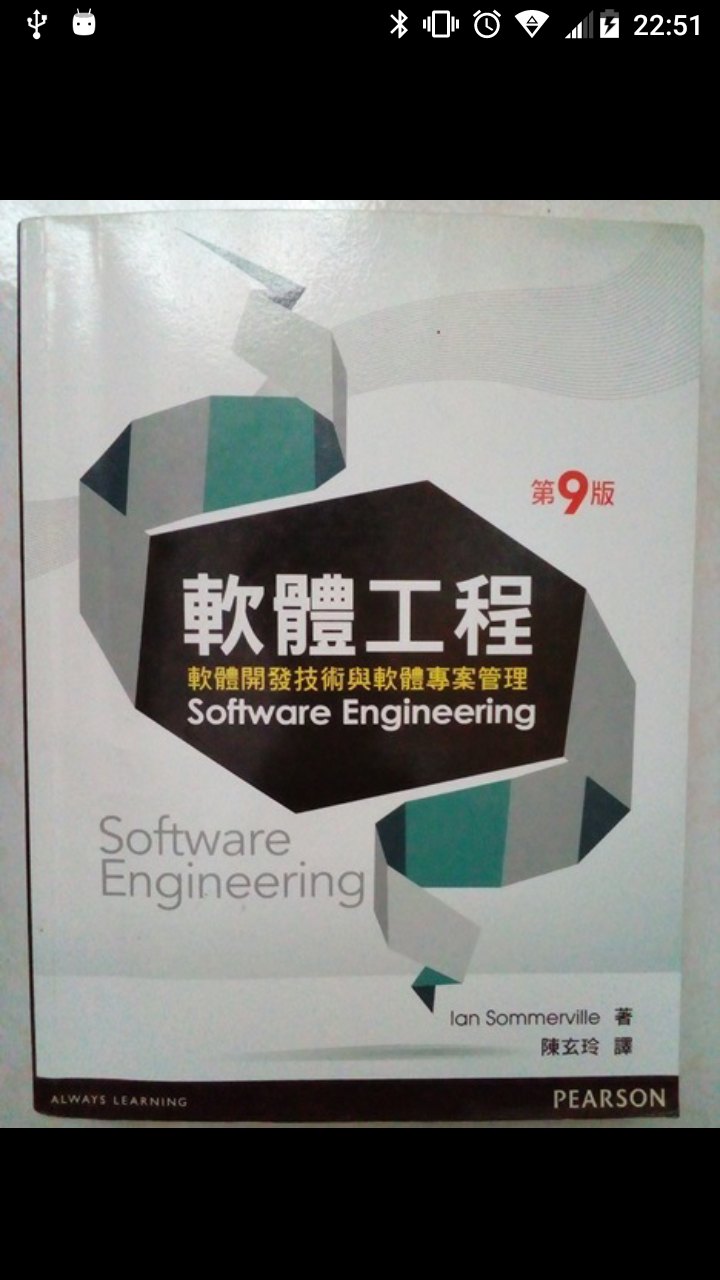 22:51
第9版
軟體工程
軟體開發技術與軟體專案管理
Software Engineering
Software
Engineering
Ian Sommerville 著
陳玄玲 譯
ALWAYS LEARNING
PEARSON